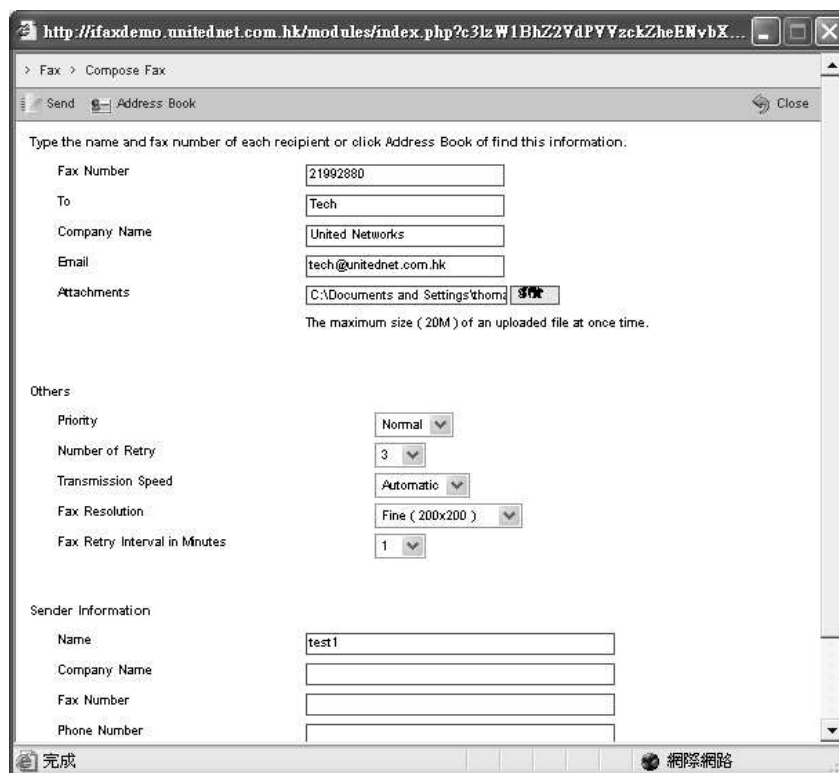 http://ifaxdemo.unitednet.com.hk/modules/index.php?
> Fax > Compose Fax
Send Address Book Close
Type the name and fax number of each recipient or click Address Book of find this information.
Fax Number 21992880
To Tech
Company Name United Networks
Email tech@unitednet.com.hk
Attachments C:\Documents and Settings\thoma
The maximum size ( 20M ) of an uploaded file at once time.
Others
Priority Normal
Number of Retry 3
Transmission Speed Automatic
Fax Resolution Fine ( 200x200 )
Fax Retry Interval in Minutes 1
Sender Information
Name test1
Company Name
Fax Number
Phone Number
完成 網際網路